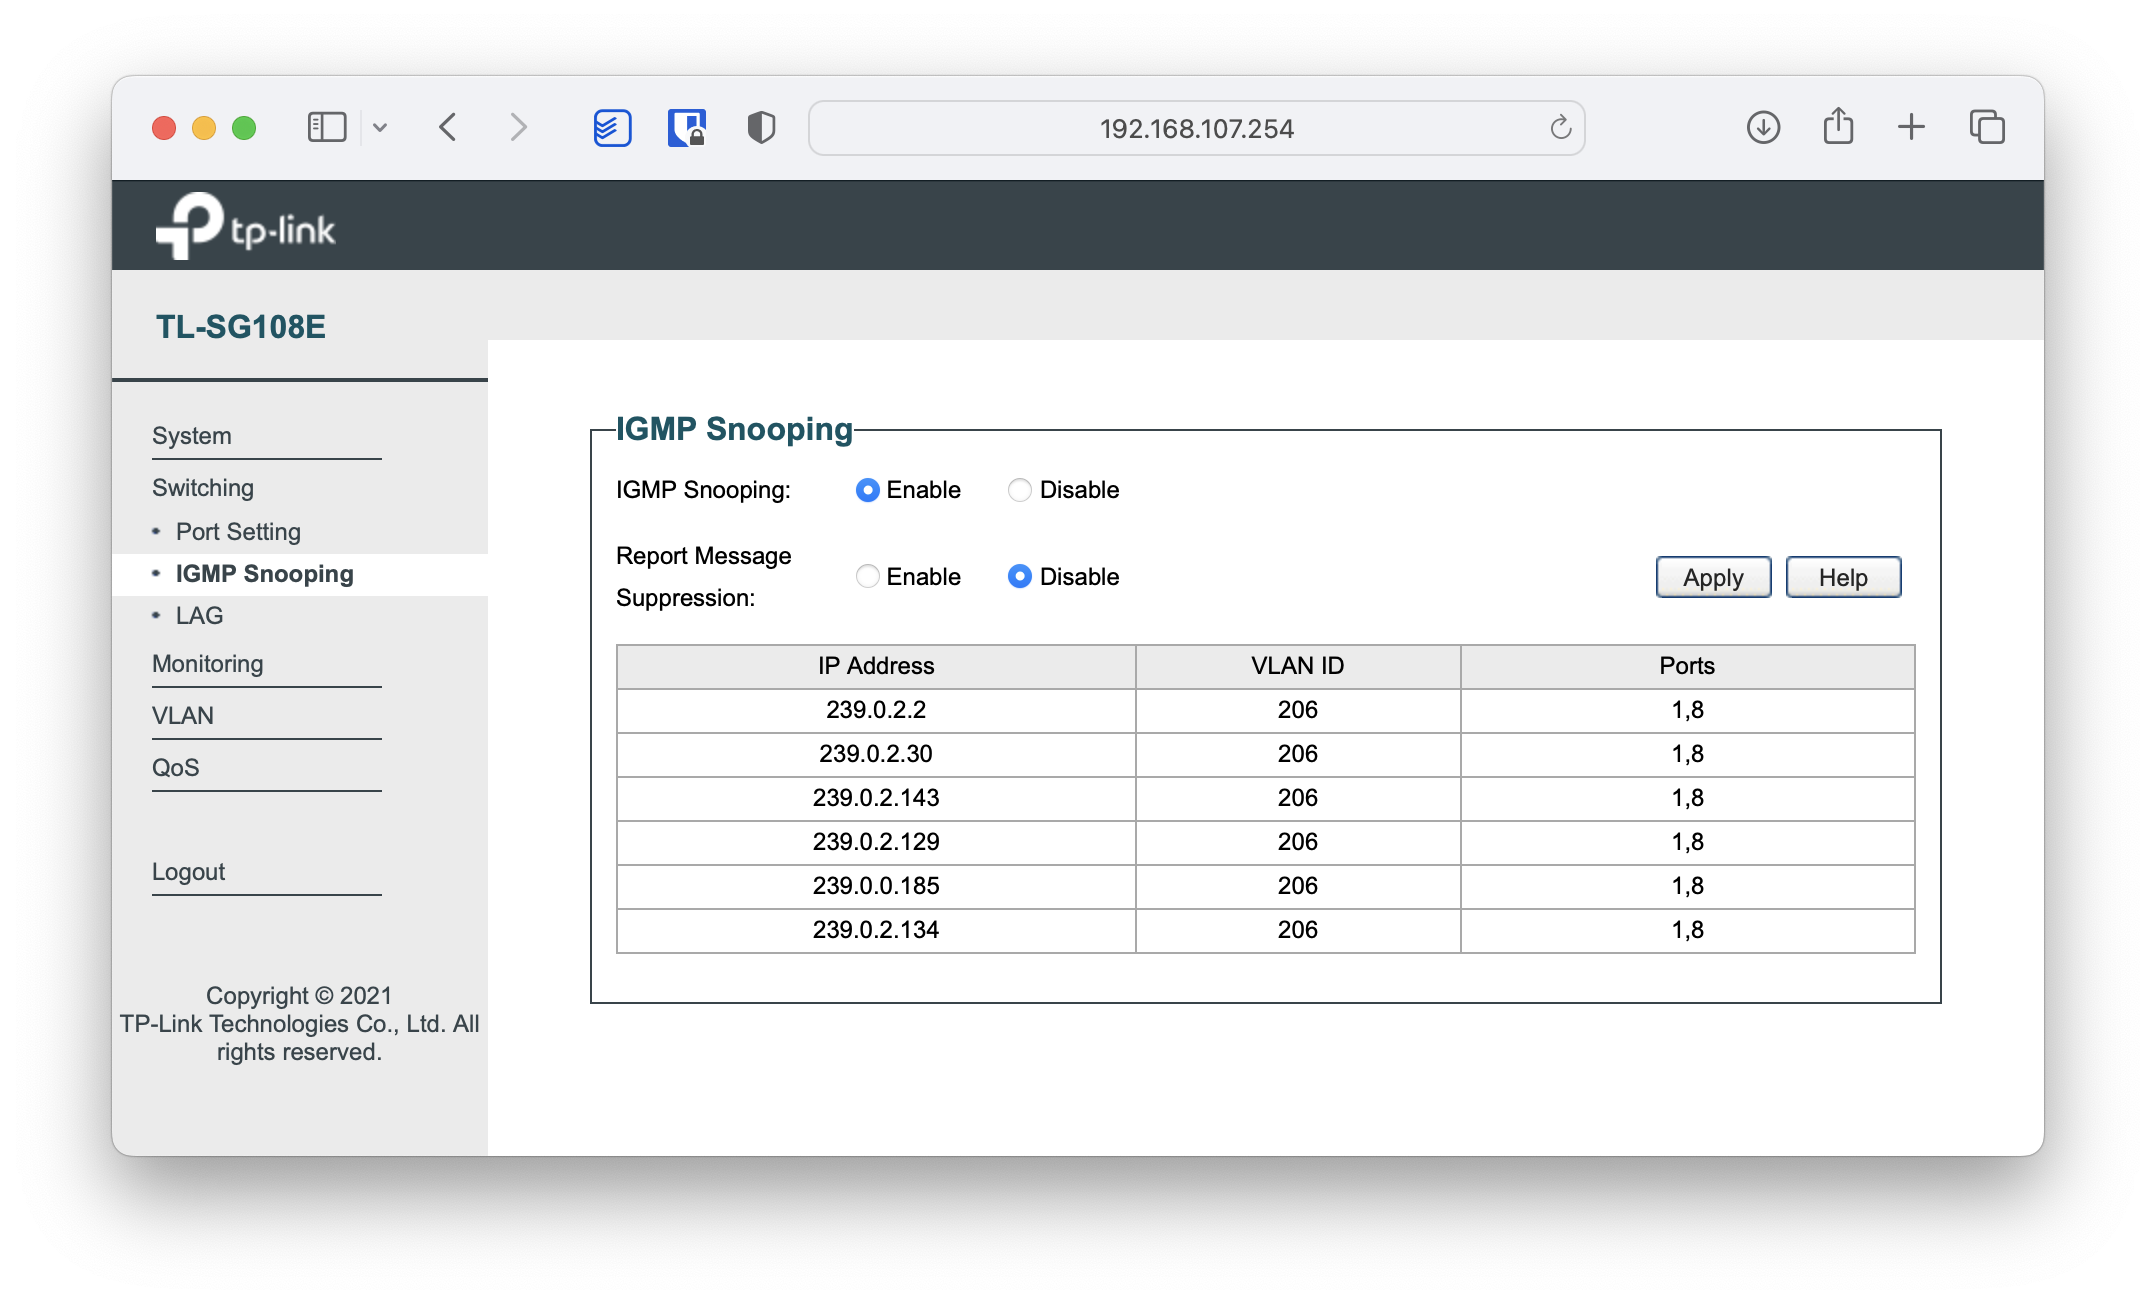 192.168.107.254
tp-link
TL-SG108E
System
Switching
• Port Setting
• IGMP Snooping
• LAG
Monitoring
VLAN
QoS
Logout
Copyright © 2021
TP-Link Technologies Co., Ltd. All
rights reserved.
IGMP Snooping
IGMP Snooping: Enable Disable
Report Message
Suppression: Enable Disable Apply Help
IP Address VLAN ID Ports
239.0.2.2 206 1,8
239.0.2.30 206 1,8
239.0.2.143 206 1,8
239.0.2.129 206 1,8
239.0.0.185 206 1,8
239.0.2.134 206 1,8